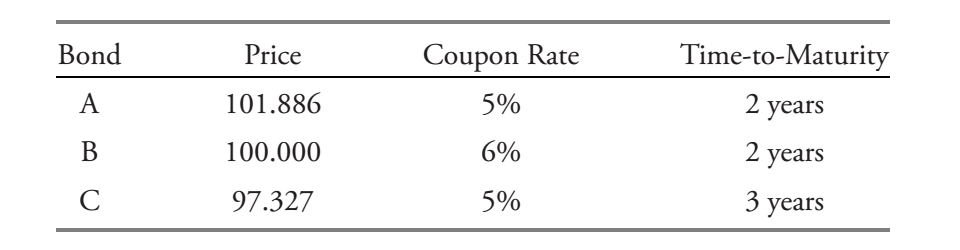 Bond Price Coupon Rate Time-to-Maturity
A 101.886 5% 2 years
B 100.000 6% 2 years
C 97.327 5% 3 years